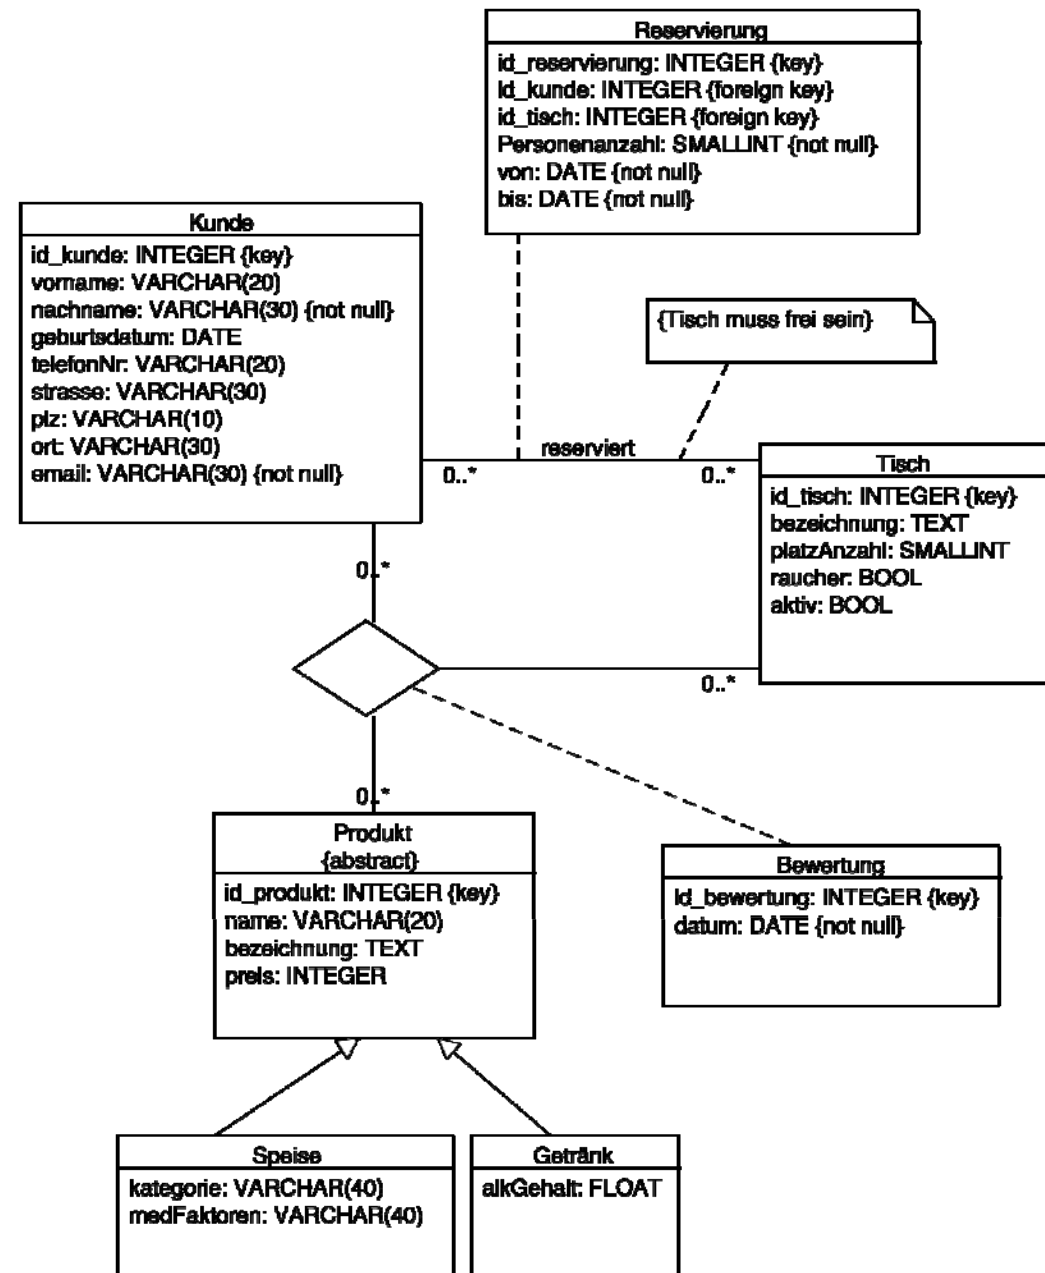 Reservierung
id_reservierung: INTEGER {key}
id_kunde: INTEGER {foreign key}
id_tisch: INTEGER {foreign key}
Personenanzahl: SMALLINT {not null}
von: DATE {not null}
bis: DATE {not null}
Kunde
id_kunde: INTEGER {key}
vorname: VARCHAR(20)
nachname: VARCHAR(30) {not null}
geburtsdatum: DATE
telefonNr: VARCHAR(20)
strasse: VARCHAR(30)
plz: VARCHAR(10)
ort: VARCHAR(30)
email: VARCHAR(30) {not null}
{Tisch muss frei sein}
reserviert
0..*
0..*
Tisch
id_tisch: INTEGER {key}
bezeichnung: TEXT
platzAnzahl: SMALLINT
raucher: BOOL
aktiv: BOOL
0..*
0..*
0..*
Produkt
{abstract}
id_produkt: INTEGER {key}
name: VARCHAR(20)
bezeichnung: TEXT
preis: INTEGER
Bewertung
id_bewertung: INTEGER {key}
datum: DATE {not null}
Speise
kategorie: VARCHAR(40)
medFaktoren: VARCHAR(40)
Getränk
alkGehalt: FLOAT